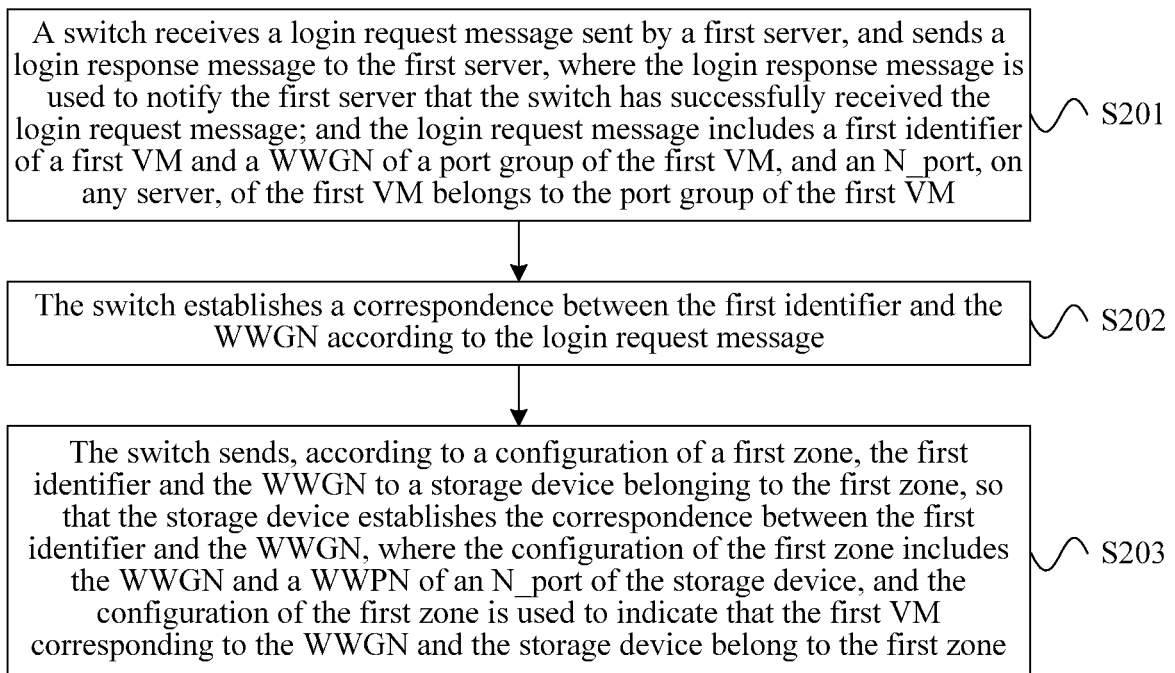 A switch receives a login request message sent by a first server, and sends a
login response message to the first server, where the login response message is
used to notify the first server that the switch has successfully received the
login request message; and the login request message includes a first identifier
of a first VM and a WWGN of a port group of the first VM, and an N_port, on
any server, of the first VM belongs to the port group of the first VM
S201
The switch establishes a correspondence between the first identifier and the
WWGN according to the login request message
S202
The switch sends, according to a configuration of a first zone, the first
identifier and the WWGN to a storage device belonging to the first zone, so
that the storage device establishes the correspondence between the first
identifier and the WWGN, where the configuration of the first zone includes
the WWGN and a WWPN of an N_port of the storage device, and the
configuration of the first zone is used to indicate that the first VM
corresponding to the WWGN and the storage device belong to the first zone
S203